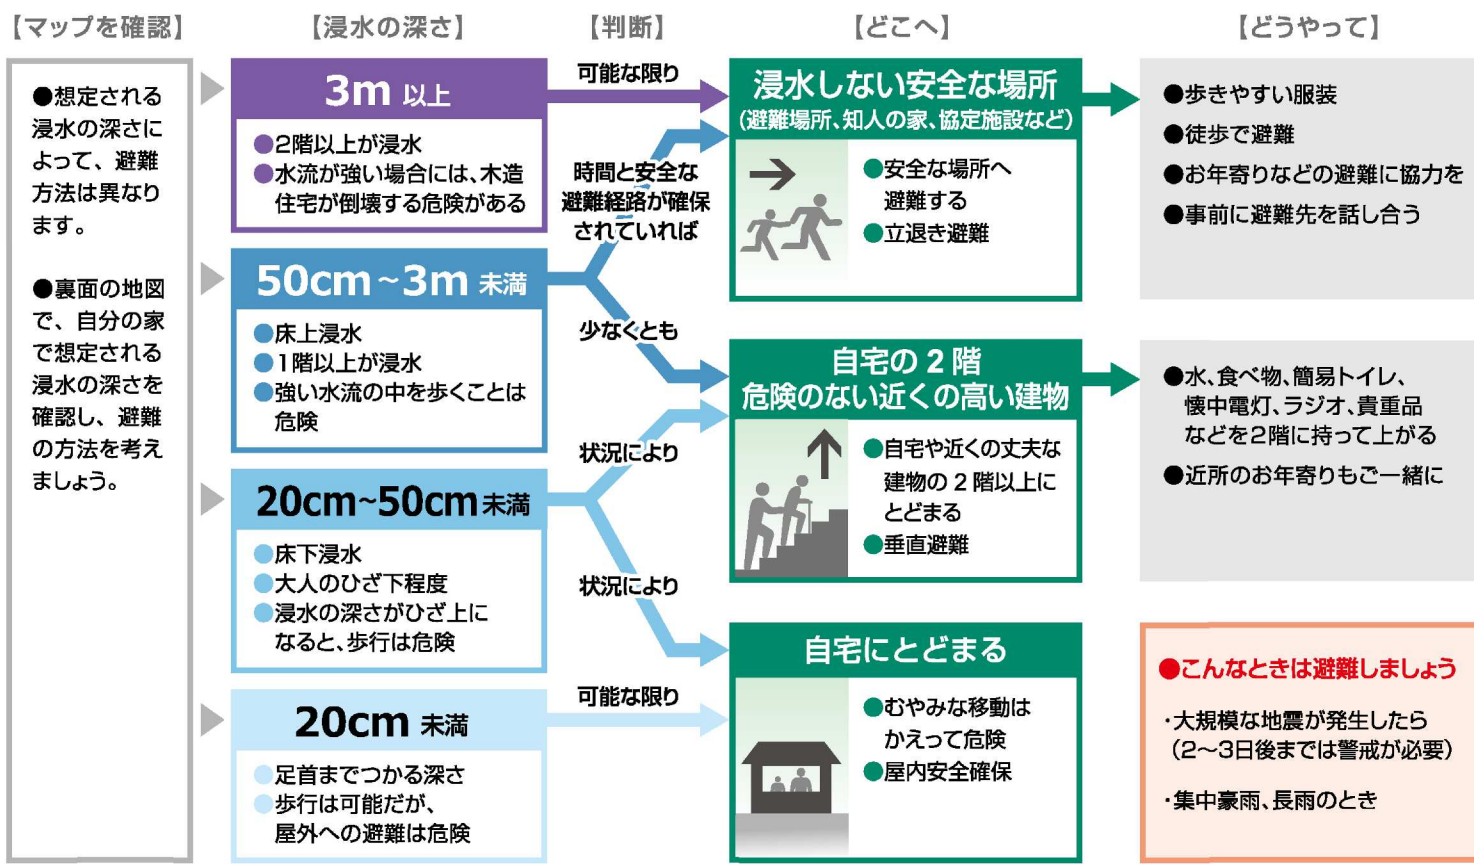 【マップを確認】
【浸水の深さ】
【判断】
【どこへ】
【どうやって】
●想定される
浸水の深さに
よって、避難
方法は異なり
ます。
●裏面の地図
で、自分の家
で想定される
浸水の深さを
確認し、避難
の方法を考え
ましょう。
3m 以上
●2階以上が浸水
●水流が強い場合には、木造
住宅が倒壊する危険がある
50cm~3m 未満
●床上浸水
●1階以上が浸水
●強い水流の中を歩くことは
危険
20cm~50cm未満
●床下浸水
●大人のひざ下程度
●浸水の深さがひざ上に
なると、歩行は危険
20cm 未満
●足首までつかる深さ
●歩行は可能だが、
屋外への避難は危険
可能な限り
時間と安全な
避難経路が確保
されていれば
少なくとも
状況により
状況により
可能な限り
浸水しない安全な場所
(避難場所、知人の家、協定施設など)
●安全な場所へ
避難する
●立退き避難
自宅の2階
危険のない近くの高い建物
●自宅や近くの丈夫な
建物の2階以上に
とどまる
●垂直避難
自宅にとどまる
●むやみな移動は
かえって危険
●屋内安全確保
●歩きやすい服装
●徒歩で避難
●お年寄りなどの避難に協力を
●事前に避難先を話し合う
●水、食べ物、簡易トイレ、
懐中電灯、ラジオ、貴重品
などを2階に持って上がる
●近所のお年寄りもご一緒に
●こんなときは避難しましょう
・大規模な地震が発生したら
(2~3日後までは警戒が必要)
・集中豪雨、長雨のとき